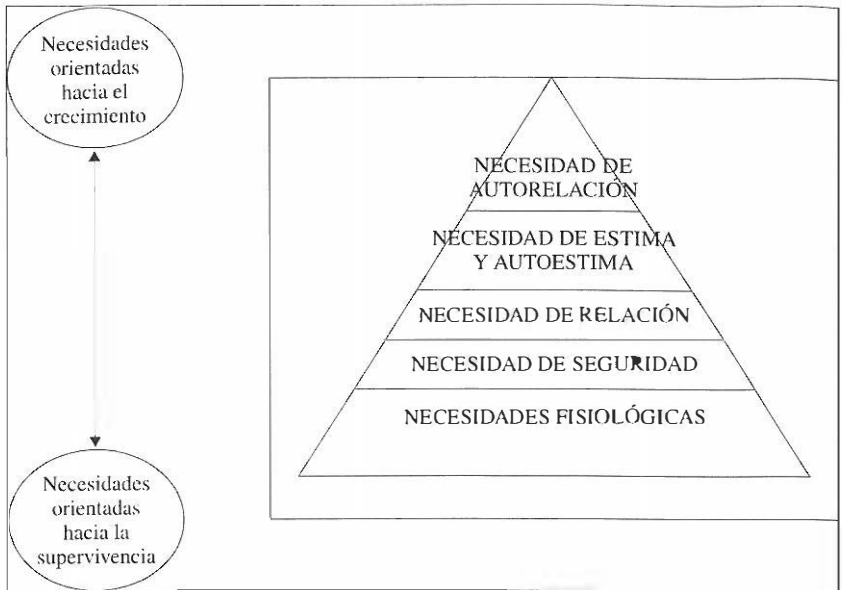 Necesidades
orientadas
hacia el
crecimiento
NECESIDAD DE
AUTORELACIÓN
NECESIDAD DE ESTIMA
Y AUTOESTIMA
NECESIDAD DE RELACIÓN
NECESIDAD DE SEGURIDAD
NECESIDADES FISIOLÓGICAS
Necesidades
orientadas
hacia la
supervivencia